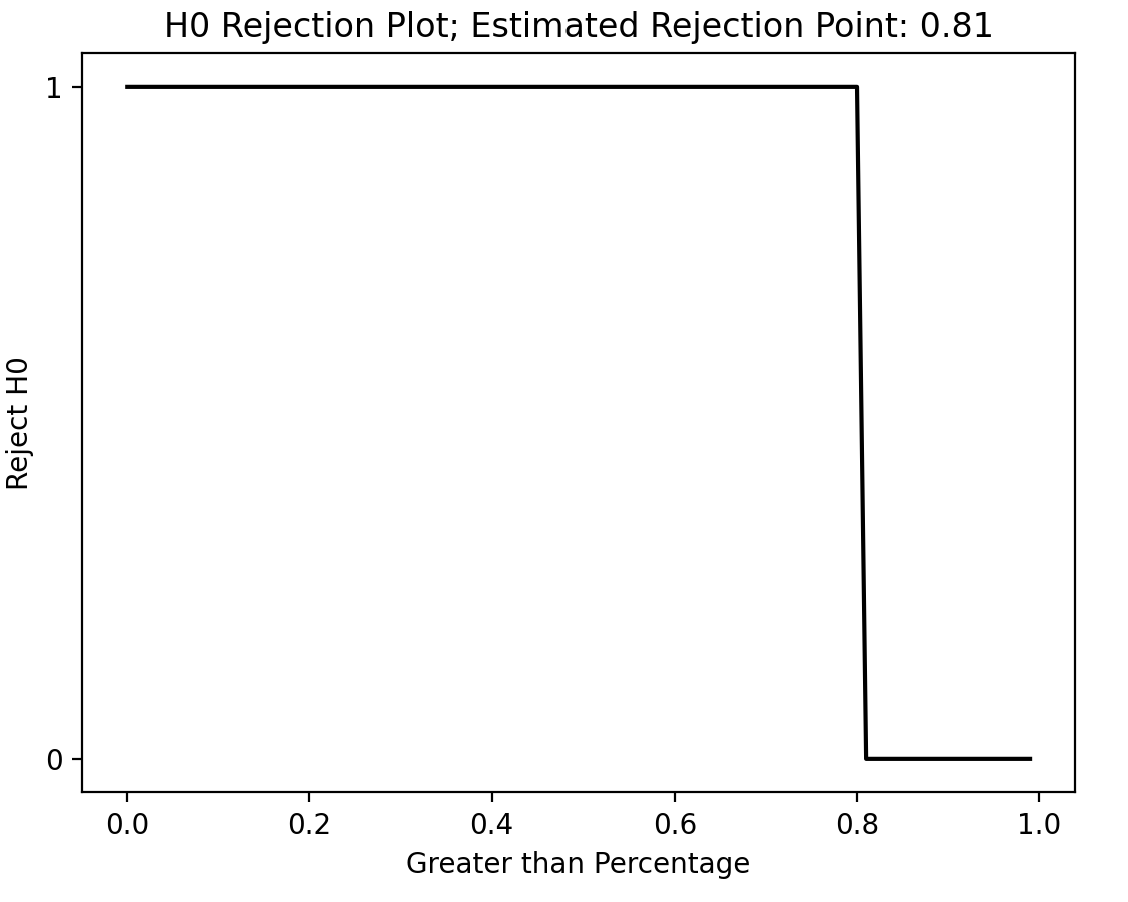 H0 Rejection Plot; Estimated Rejection Point: 0.81
1
0
Reject H0
0.0 0.2 0.4 0.6 0.8 1.0
Greater than Percentage